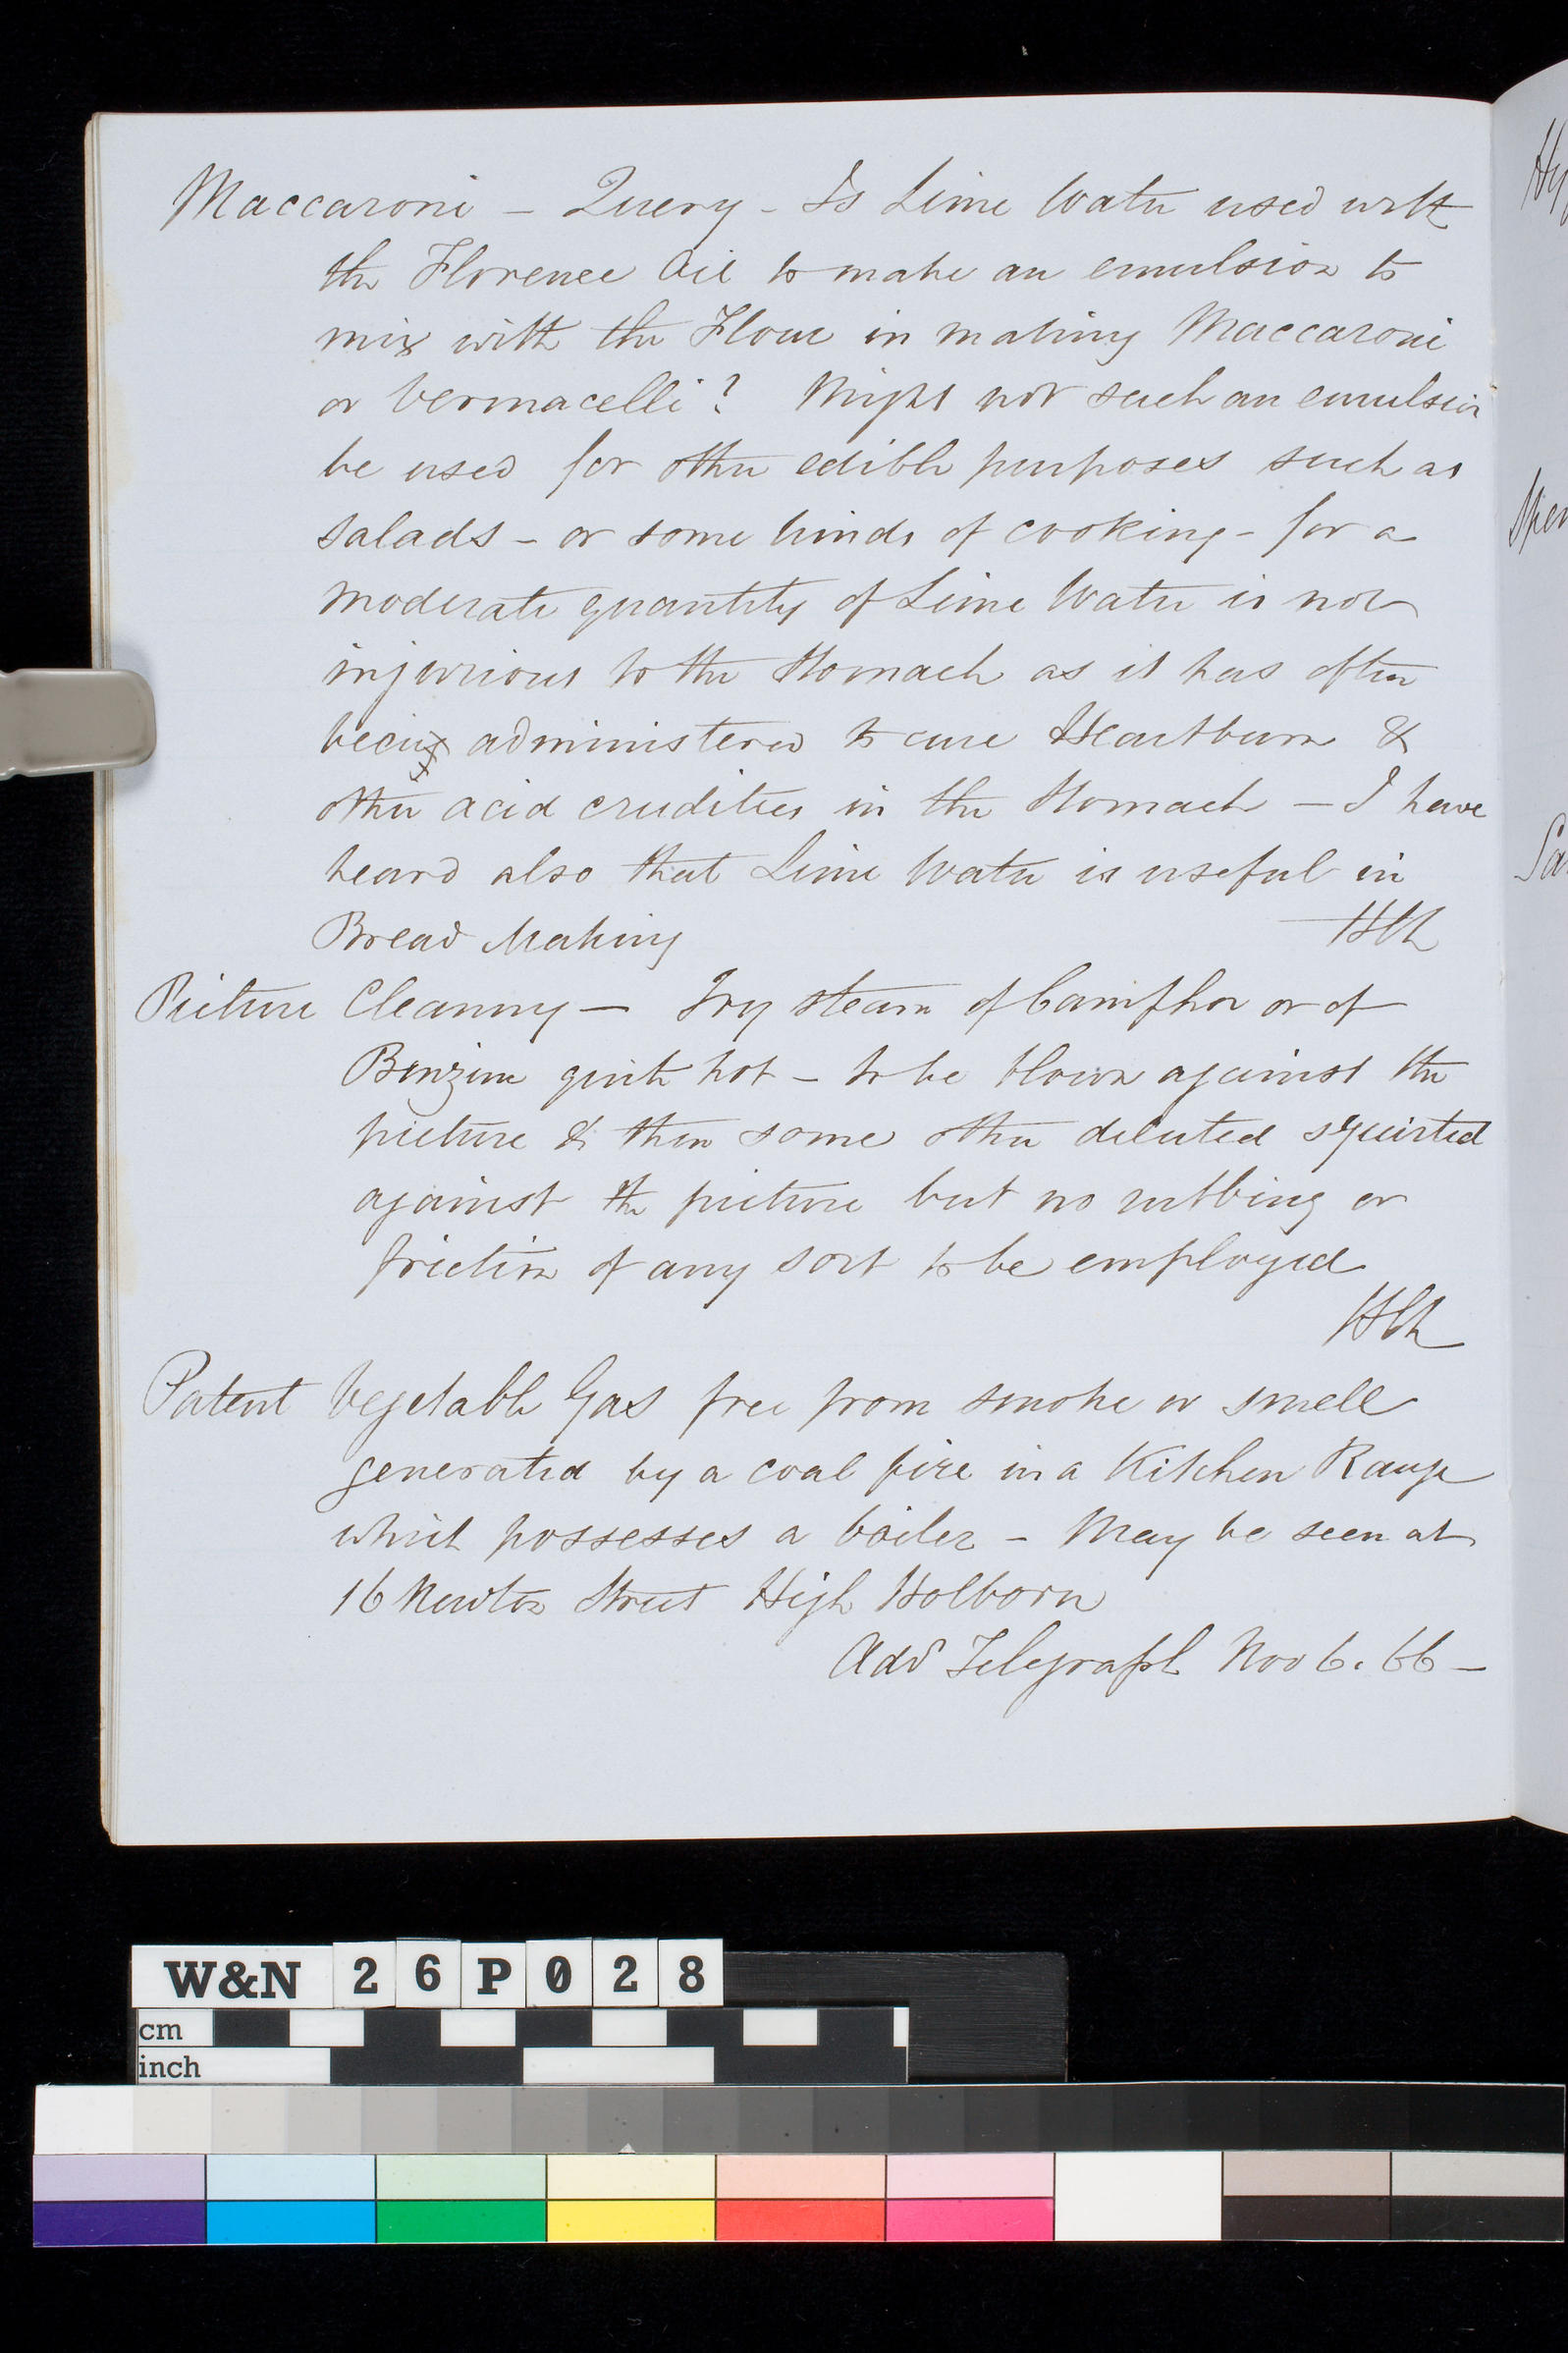 Maccaroni – Query – Is Lime Water used with
the Florence Oil to make an emulsion to
mix with the Flour in making Maccaroni
or Vermacelli? Might not such an emulsion
be used for other edible purposes such as
salads – or some kinds of cooking – for a
moderate quantity of Lime Water is not
injurious to the Stomach as it has often
being administered to cure Heartburn &
other acid crudities in the Stomach – I have
heard also that Lime Water is useful in
Bread Making HCh
Picture Cleaning – Try steam of Camphor or of
Benzine quite hot – to be blown against the
picture & then some other diluted squirted
against the picture but no rubbing or
friction of any sort to be employed
HCh
Patent Vegetable Gas free from smoke or smell
generated by a coal fire in a Kitchen Range
which possesses a boiler – May be seen at
16 Newton Street High Holborn
Adv Telegraph Nov 6. 66 –
Sa
W&N 26P028
cm
inch